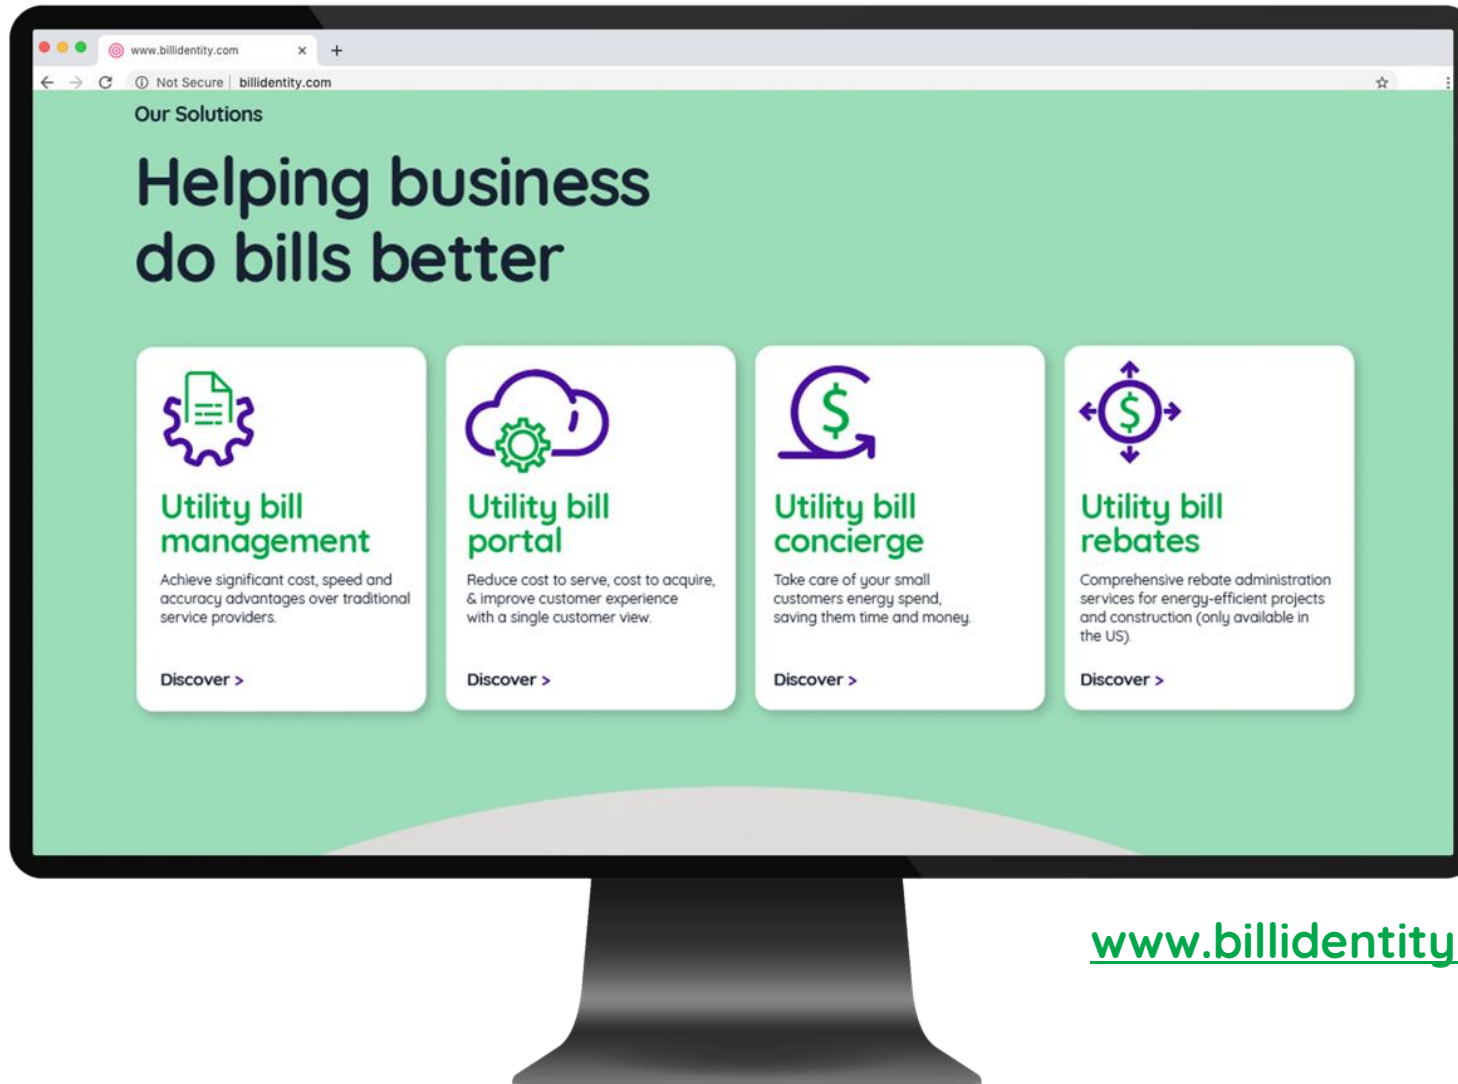 www.billidentity.com
Not Secure | billidentity.com
Our Solutions
Helping business
do bills better
Utility bill
management
Achieve significant cost, speed and
accuracy advantages over traditional
service providers.
Discover >
Utility bill
portal
Reduce cost to serve, cost to acquire,
& improve customer experience
with a single customer view.
Discover >
Utility bill
concierge
Take care of your small
customers energy spend,
saving them time and money.
Discover >
Utility bill
rebates
Comprehensive rebate administration
services for energy-efficient projects
and construction (only available in
the US).
Discover >
www.billidentity